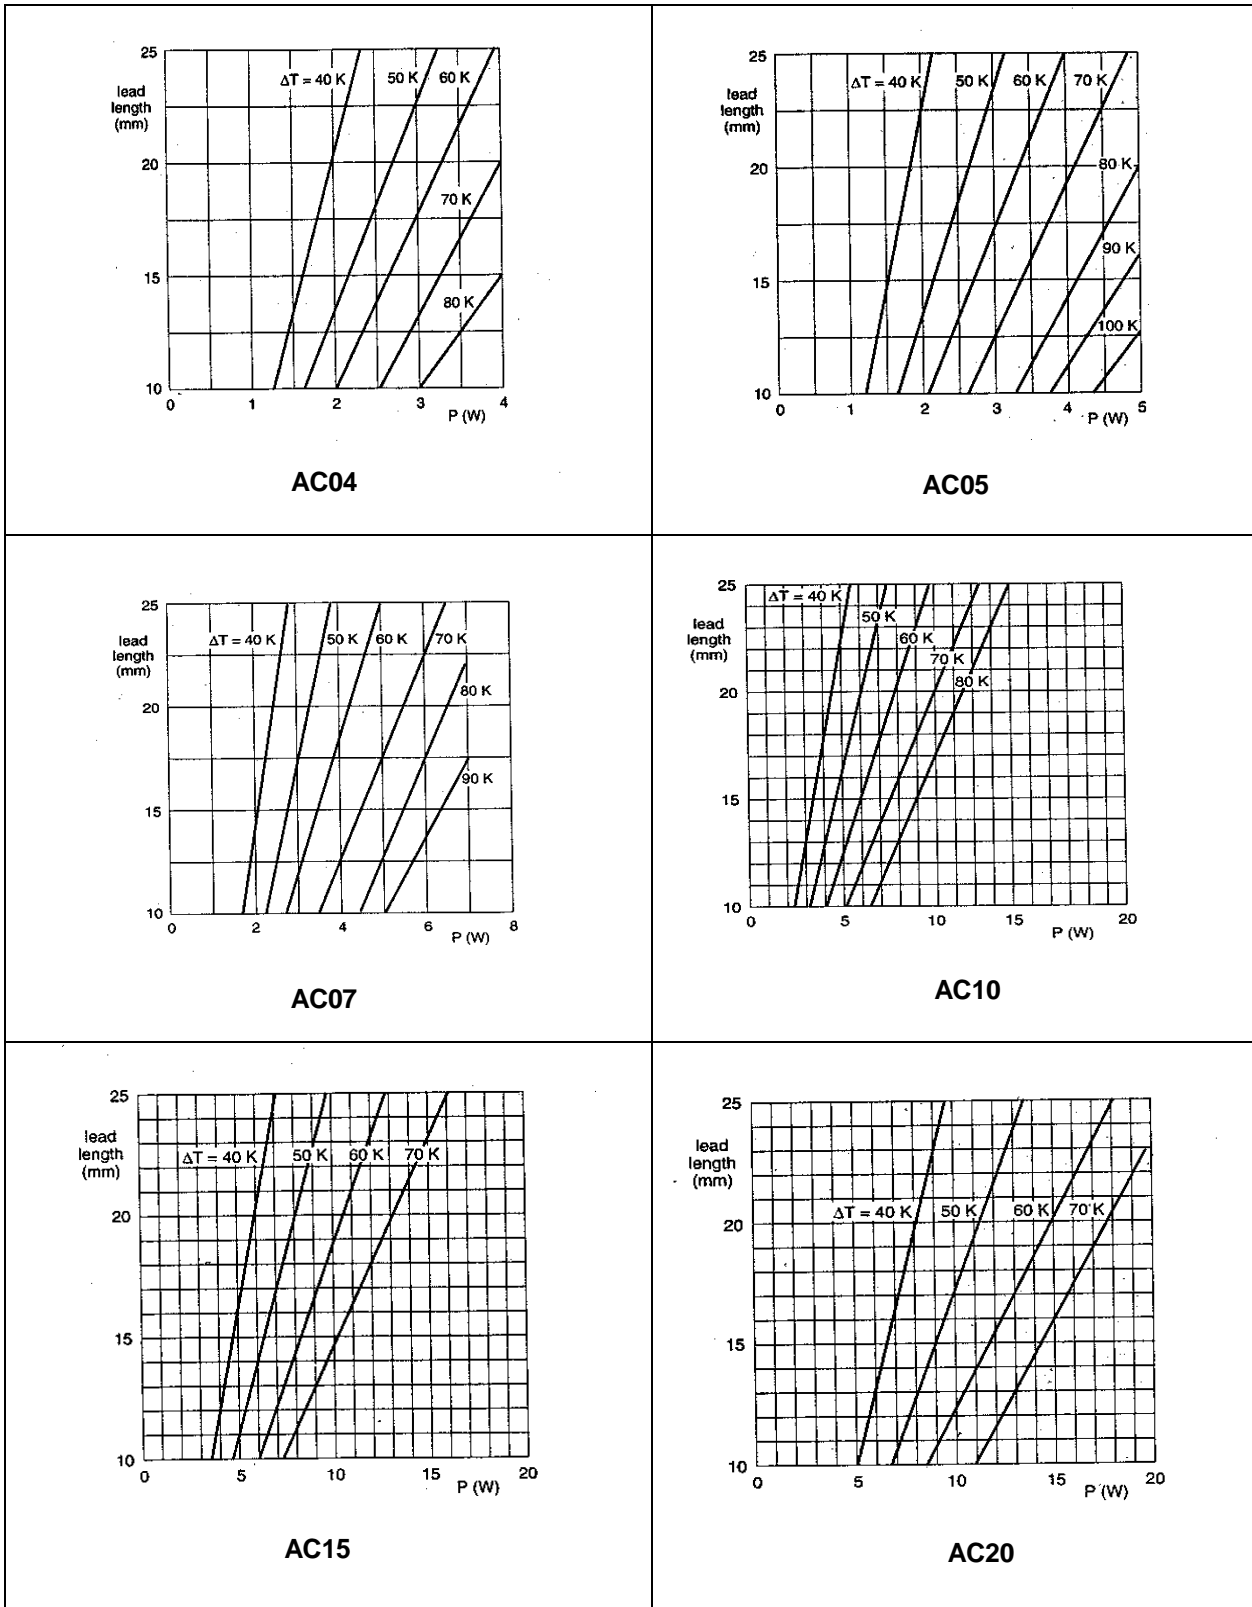 25
ΔT = 40 K
50 K
60 K
lead
length
(mm)
20
70 K
15
80 K
10
0
1
2
3
4
P (W)
AC04
25
ΔT = 40 K
50 K
60 K
70 K
lead
length
(mm)
20
80 K
90 K
15
100 K
10
0
1
2
3
4
5
P (W)
AC05
25
ΔT = 40 K
50 K
60 K
70 K
lead
length
(mm)
80 K
20
90 K
15
10
0
2
4
6
8
P (W)
AC07
25
ΔT = 40 K
50 K
lead
length
(mm)
60 K
70 K
80 K
20
15
10
0
5
10
15
20
P (W)
AC10
25
lead
length
(mm)
ΔT = 40 K
50 K
60 K
70 K
20
15
10
0
5
10
15
20
P (W)
AC15
25
lead
length
(mm)
ΔT = 40 K
50 K
60 K
70 K
20
15
10
0
5
10
15
20
P (W)
AC20